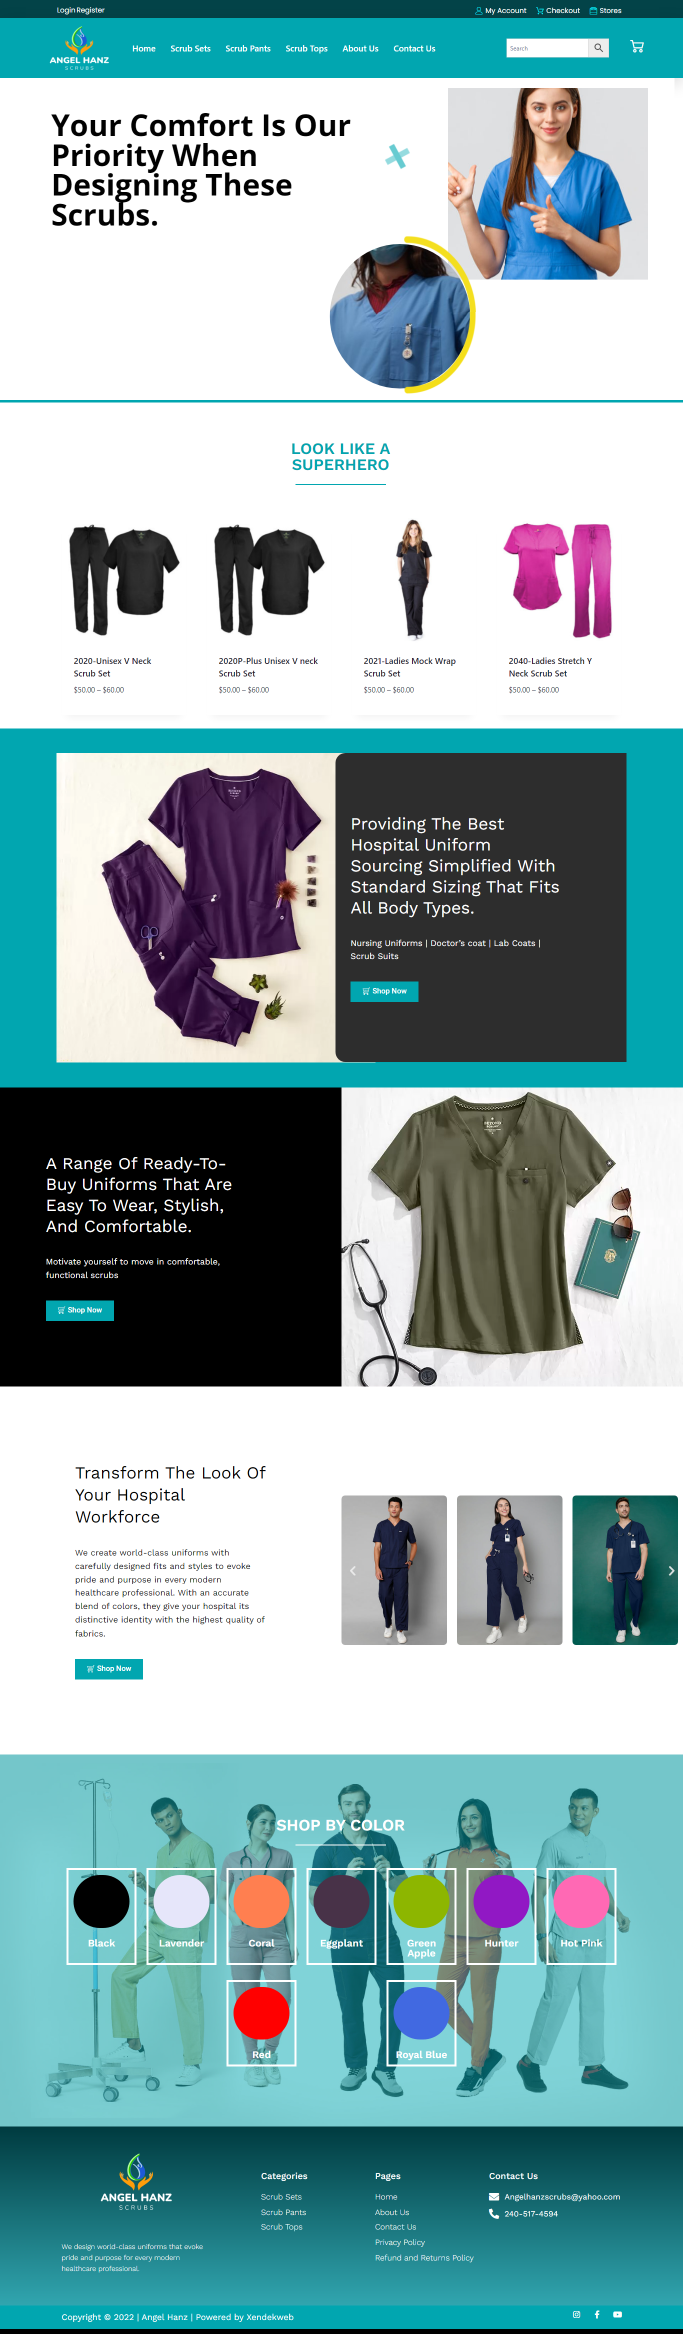 Login Register
My Account
Checkout
Stores
ANGEL HANZ
SCRUBS
Home
Scrub Sets
Scrub Pants
Scrub Tops
About Us
Contact Us
Search
Your Comfort Is Our
Priority When
Designing These
Scrubs.
LOOK LIKE A
SUPERHERO
2020-Unisex V Neck
Scrub Set
$50.00 – $60.00
2020P-Plus Unisex V neck
Scrub Set
$50.00 – $60.00
2021-Ladies Mock Wrap
Scrub Set
$50.00 – $60.00
2040-Ladies Stretch Y
Neck Scrub Set
$50.00 – $60.00
Providing The Best
Hospital Uniform
Sourcing Simplified With
Standard Sizing That Fits
All Body Types.
Nursing Uniforms | Doctor's coat | Lab Coats |
Scrub Suits
Shop Now
A Range Of Ready-To-
Buy Uniforms That Are
Easy To Wear, Stylish,
And Comfortable.
Motivate yourself to move in comfortable,
functional scrubs
Shop Now
Transform The Look Of
Your Hospital
Workforce
We create world-class uniforms with
carefully designed fits and styles to evoke
pride and purpose in every modern
healthcare professional. With an accurate
blend of colors, they give your hospital its
distinctive identity with the highest quality of
fabrics.
Shop Now
SHOP BY COLOR
Black
Lavender
Coral
Eggplant
Green
Apple
Hunter
Hot Pink
Red
Royal Blue
ANGEL HANZ
SCRUBS
We design world-class uniforms that evoke
pride and purpose for every modern
healthcare professional.
Categories
Scrub Sets
Scrub Pants
Scrub Tops
Pages
Home
About Us
Contact Us
Privacy Policy
Refund and Returns Policy
Contact Us
Angelhanzscrubs@yahoo.com
240-517-4594
Copyright © 2022 | Angel Hanz | Powered by Xendekweb